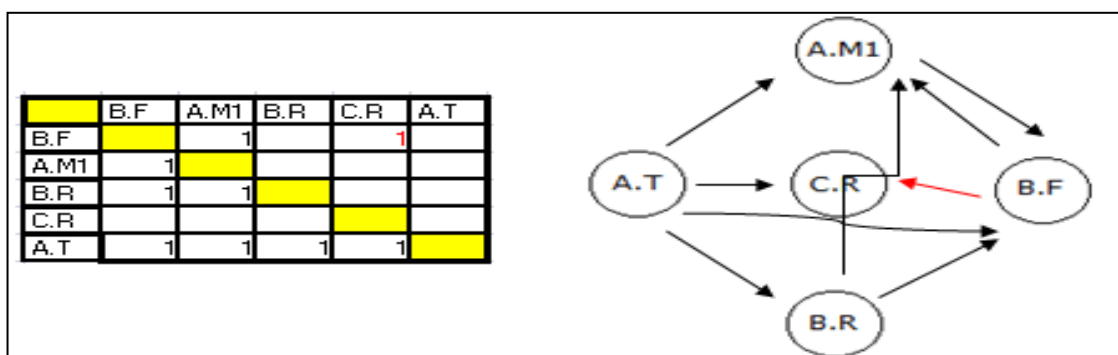 B.F A.M1 B.R C.R A.T
B.F 1 1
A.M1 1
B.R 1 1
C.R
A.T 1 1 1 1
A.M1
A.T
C.R
B.F
B.R